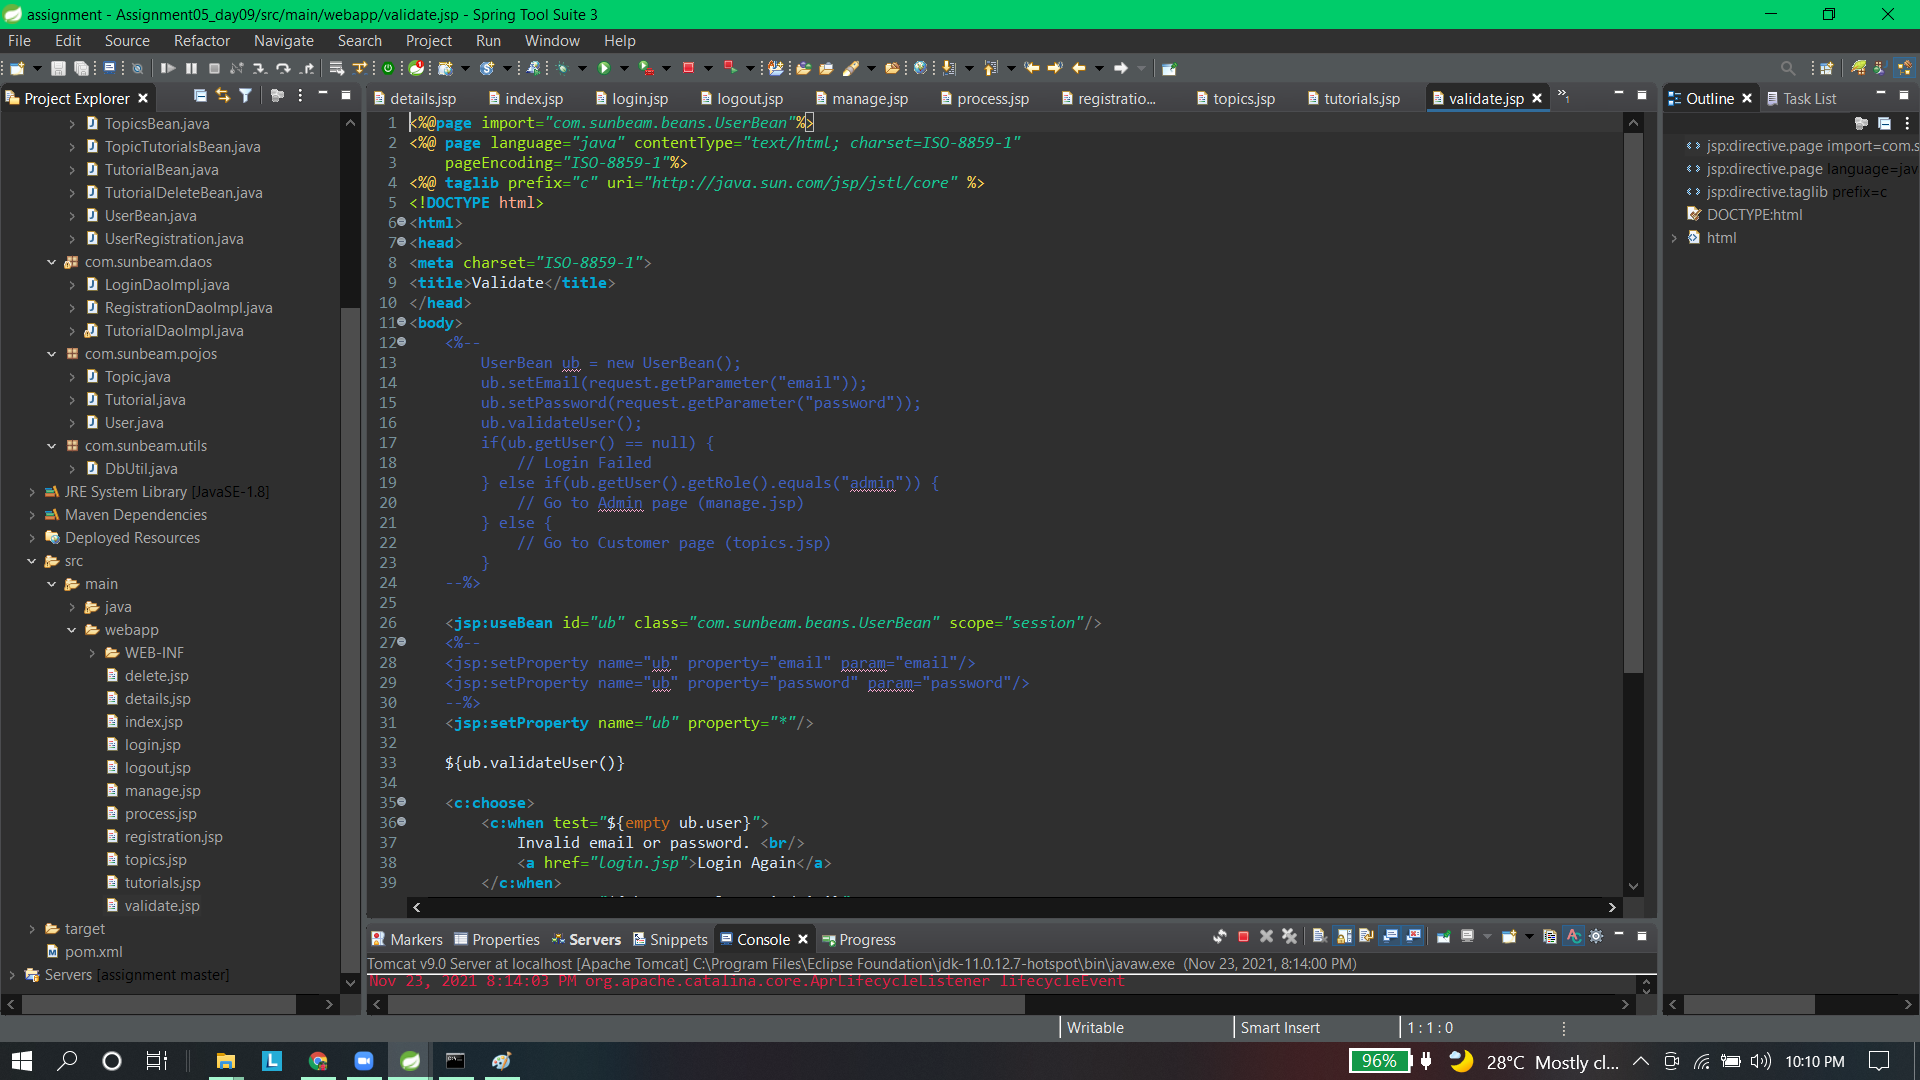 assignment - Assignment05_day09/src/main/webapp/validate.jsp - Spring Tool Suite 3
File Edit Source Refactor Navigate Search Project Run Window Help
Project Explorer
TopicsBean.java
TopicTutorialsBean.java
TutorialBean.java
TutorialDeleteBean.java
UserBean.java
UserRegistration.java
com.sunbeam.daos
LoginDaoImpl.java
RegistrationDaoImpl.java
TutorialDaoImpl.java
com.sunbeam.pojos
Topic.java
Tutorial.java
User.java
com.sunbeam.utils
DbUtil.java
JRE System Library [JavaSE-1.8]
Maven Dependencies
Deployed Resources
src
main
java
webapp
WEB-INF
delete.jsp
details.jsp
index.jsp
login.jsp
logout.jsp
manage.jsp
process.jsp
registration.jsp
topics.jsp
tutorials.jsp
validate.jsp
target
pom.xml
Servers [assignment master]
details.jsp index.jsp login.jsp logout.jsp manage.jsp process.jsp registratio... topics.jsp tutorials.jsp validate.jsp »1
1 <%@page import="com.sunbeam.beans.UserBean"%>
2 <%@ page language="java" contentType="text/html; charset=ISO-8859-1"
3     pageEncoding="ISO-8859-1"%>
4 <%@ taglib prefix="c" uri="http://java.sun.com/jsp/jstl/core" %>
5 <!DOCTYPE html>
6 <html>
7 <head>
8 <meta charset="ISO-8859-1">
9 <title>Validate</title>
10 </head>
11 <body>
12     <%--
13         UserBean ub = new UserBean();
14         ub.setEmail(request.getParameter("email"));
15         ub.setPassword(request.getParameter("password"));
16         ub.validateUser();
17         if(ub.getUser() == null) {
18             // Login Failed
19         } else if(ub.getUser().getRole().equals("admin")) {
20             // Go to Admin page (manage.jsp)
21         } else {
22             // Go to Customer page (topics.jsp)
23         }
24     --%>
25
26     <jsp:useBean id="ub" class="com.sunbeam.beans.UserBean" scope="session"/>
27     <%--
28     <jsp:setProperty name="ub" property="email" param="email"/>
29     <jsp:setProperty name="ub" property="password" param="password"/>
30     --%>
31     <jsp:setProperty name="ub" property="*"/>
32
33     ${ub.validateUser()}
34
35     <c:choose>
36         <c:when test="${empty ub.user}">
37             Invalid email or password. <br/>
38             <a href="login.jsp">Login Again</a>
39         </c:when>
Outline Task List
jsp:directive.page import=com.s
jsp:directive.page language=jav
jsp:directive.taglib prefix=c
DOCTYPE:html
html
Markers Properties Servers Snippets Console Progress
Tomcat v9.0 Server at localhost [Apache Tomcat] C:\Program Files\Eclipse Foundation\jdk-11.0.12.7-hotspot\bin\javaw.exe (Nov 23, 2021, 8:14:00 PM)
Nov 23, 2021 8:14:03 PM org.apache.catalina.core.AprLifecycleListener lifecycleEvent
Writable Smart Insert 1 : 1 : 0
L 96% 28°C Mostly cl... 10:10 PM